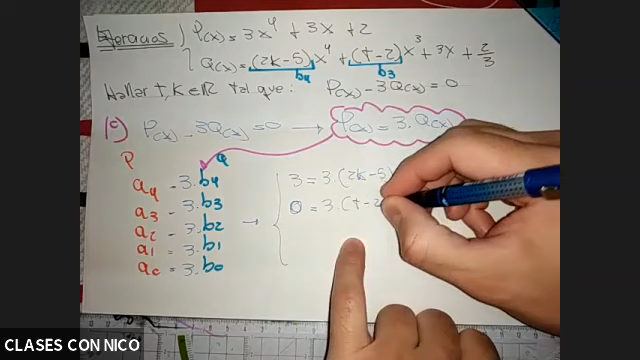 Ejercicios) P(x) = 3x⁴ + 3x + 2
Q(x) = (2k-5)x⁴ + (t-2)x³ + 3x + 2/3
b4 b3
Hallar t, k ∈ ℝ tal que: P(x) - 3Q(x) = 0
P(x) - 3Q(x) = 0 → P(x) = 3. Q(x)
P Q
a4 = 3.b4
a3 = 3.b3
a2 = 3.b2
a1 = 3.b1
a0 = 3.b0
→ { 3 = 3.(2k-5)
0 = 3.(t-2
CLASES CON NICO